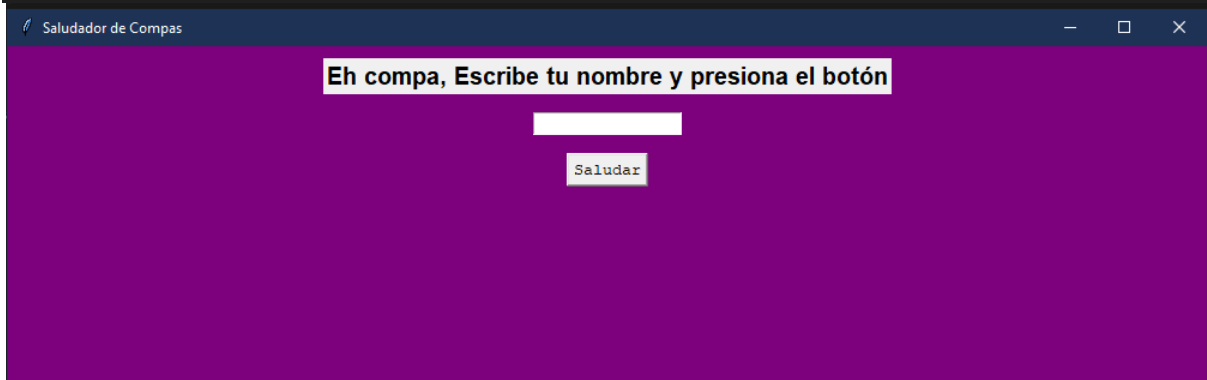 Saludador de Compas
Eh compa, Escribe tu nombre y presiona el botón
Saludar